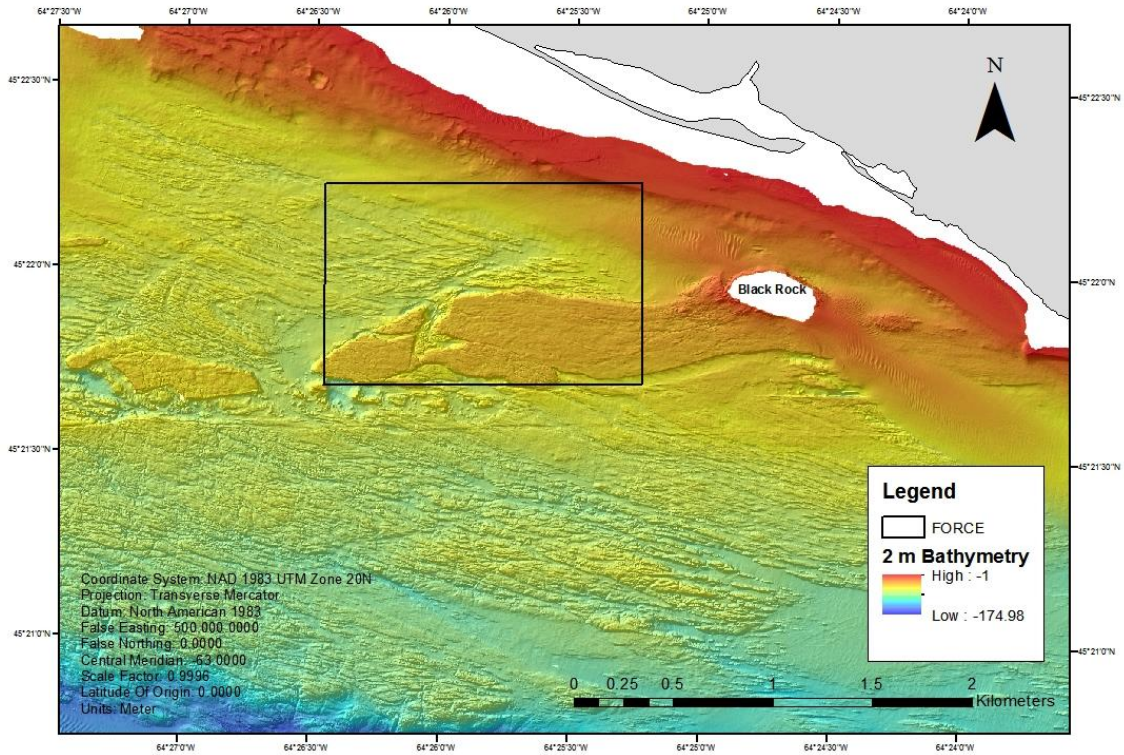 64°27'30"W 64°27'0"W 64°26'30"W 64°26'0"W 64°25'30"W 64°25'0"W 64°24'30"W 64°24'0"W
45°22'30"N
45°22'30"N
N
45°22'0"N
45°22'0"N
Black Rock
45°21'30"N
45°21'30"N
Legend
FORCE
2 m Bathymetry
High : -1
Low : -174.98
Coordinate System: NAD 1983 UTM Zone 20N
Projection: Transverse Mercator
Datum: North American 1983
False Easting: 500,000.0000
False Northing: 0.0000
Central Meridian: -63.0000
Scale Factor: 0.9996
Latitude Of Origin: 0.0000
Units: Meter
45°21'0"N
45°21'0"N
0 0.25 0.5 1 1.5 2
Kilometers
64°27'0"W 64°26'30"W 64°26'0"W 64°25'30"W 64°25'0"W 64°24'30"W 64°24'0"W